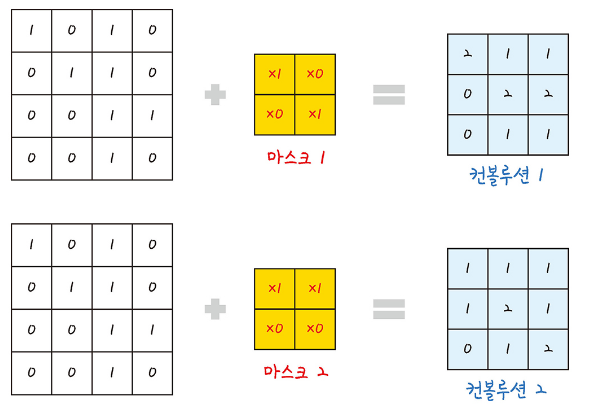 1 0 1 0
0 1 1 0
0 0 1 1
0 0 1 0
×1 ×0
×0 ×1
마스크 1
2 1 1
0 2 2
0 1 1
컨볼루션 1
1 0 1 0
0 1 1 0
0 0 1 1
0 0 1 0
×1 ×1
×0 ×0
마스크 2
1 1 1
1 2 1
0 1 2
컨볼루션 2